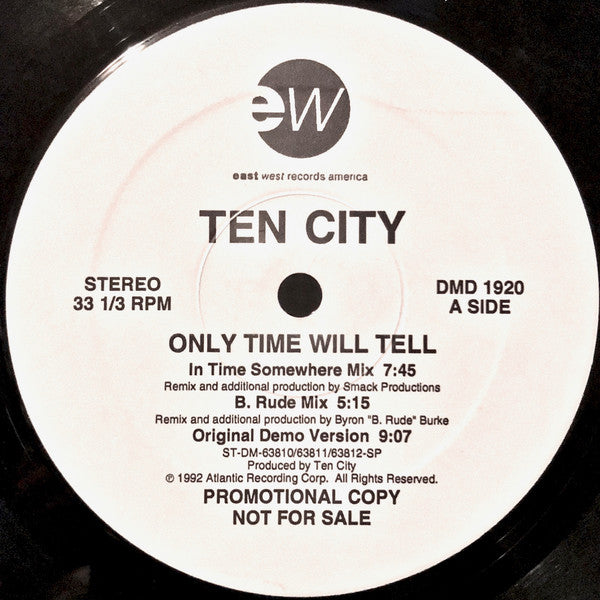 ew
east west records america
TEN CITY
STEREO
33 1/3 RPM
DMD 1920
A SIDE
ONLY TIME WILL TELL
In Time Somewhere Mix 7:45
Remix and additional production by Smack Productions
B. Rude Mix 5:15
Remix and additional production by Byron "B. Rude" Burke
Original Demo Version 9:07
ST-DM-63810/63811/63812-SP
Produced by Ten City
℗ 1992 Atlantic Recording Corp. All Rights Reserved.
PROMOTIONAL COPY
NOT FOR SALE